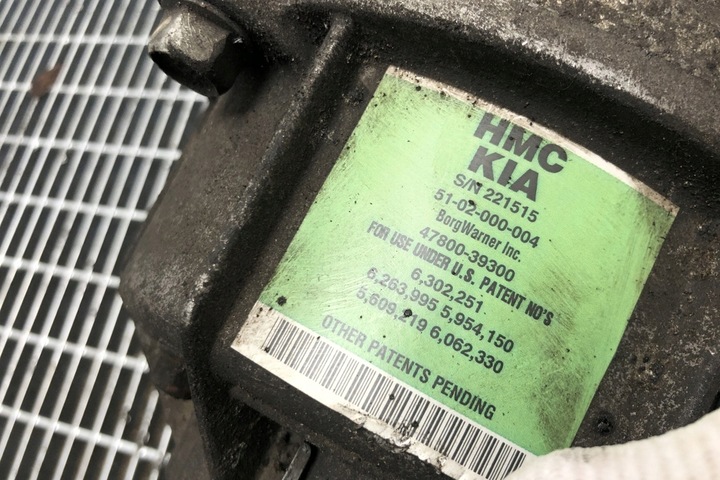 HMC
KIA
S/N 221515
51-02-000-004
BorgWarner Inc.
47800-39300
FOR USE UNDER U.S. PATENT NO'S
6,302,251
6,263,995 5,954,150
5,609,219 6,062,330
OTHER PATENTS PENDING